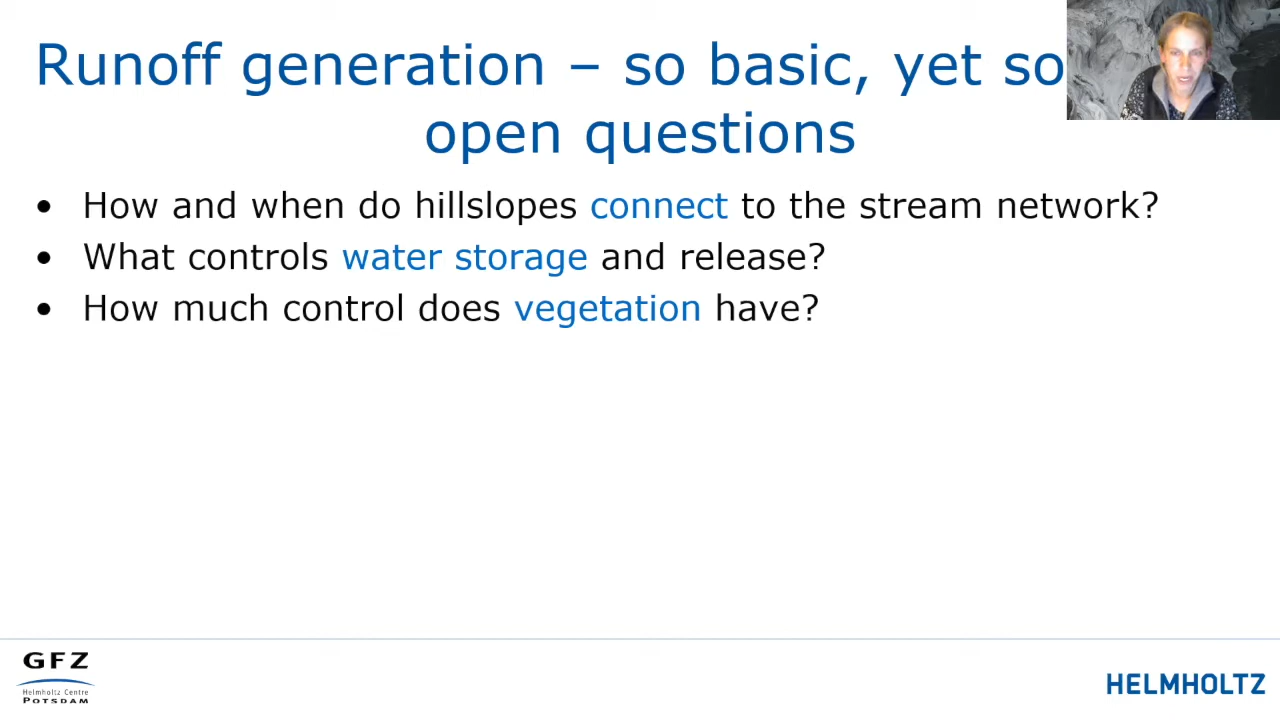 Runoff generation – so basic, yet so
open questions
• How and when do hillslopes connect to the stream network?
• What controls water storage and release?
• How much control does vegetation have?
GFZ
Helmholtz Centre
POTSDAM
HELMHOLTZ